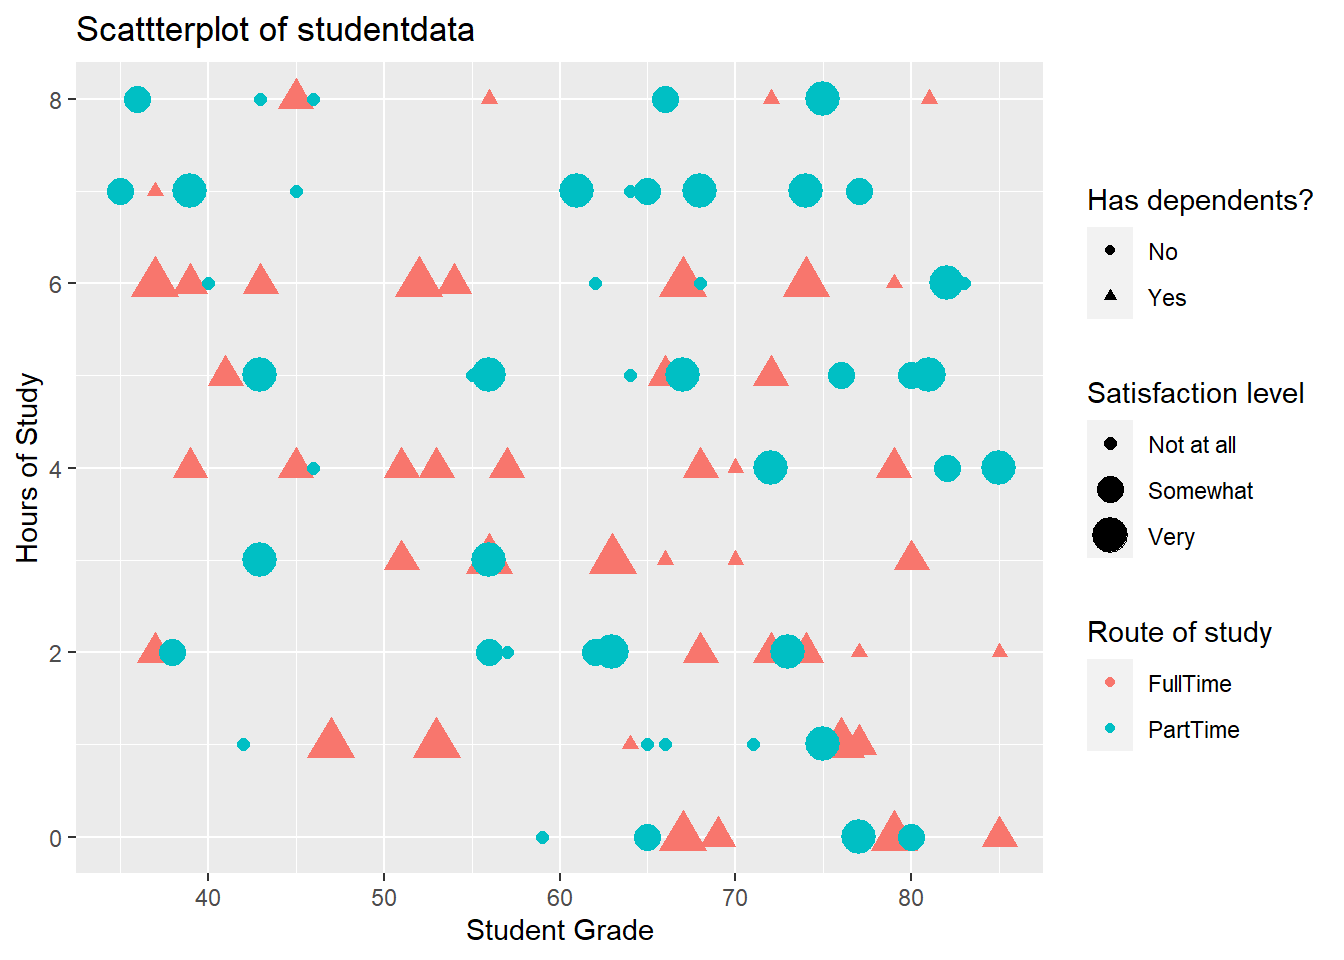 Scattterplot of studentdata
8
6
4
2
0
Hours of Study
40 50 60 70 80
Student Grade
Has dependents?
No
Yes
Satisfaction level
Not at all
Somewhat
Very
Route of study
FullTime
PartTime